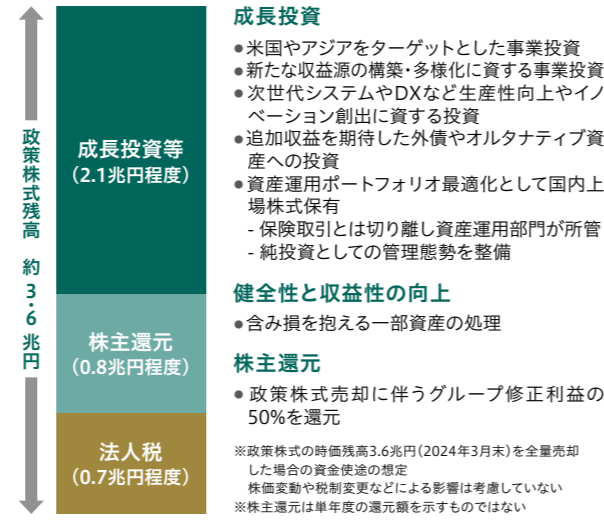 政策株式残高 約3.6兆円
成長投資等
（2.1兆円程度）
株主還元
（0.8兆円程度）
法人税
（0.7兆円程度）
成長投資
●米国やアジアをターゲットとした事業投資
●新たな収益源の構築・多様化に資する事業投資
●次世代システムやDXなど生産性向上やイノ
ベーション創出に資する投資
●追加収益を期待した外債やオルタナティブ資
産への投資
●資産運用ポートフォリオ最適化として国内上
場株式保有
- 保険取引とは切り離し資産運用部門が所管
- 純投資としての管理態勢を整備
健全性と収益性の向上
●含み損を抱える一部資産の処理
株主還元
● 政策株式売却に伴うグループ修正利益の
50%を還元
※政策株式の時価残高3.6兆円（2024年3月末）を全量売却
した場合の資金使途の想定
株価変動や税制変更などによる影響は考慮していない
※株主還元は単年度の還元額を示すものではない